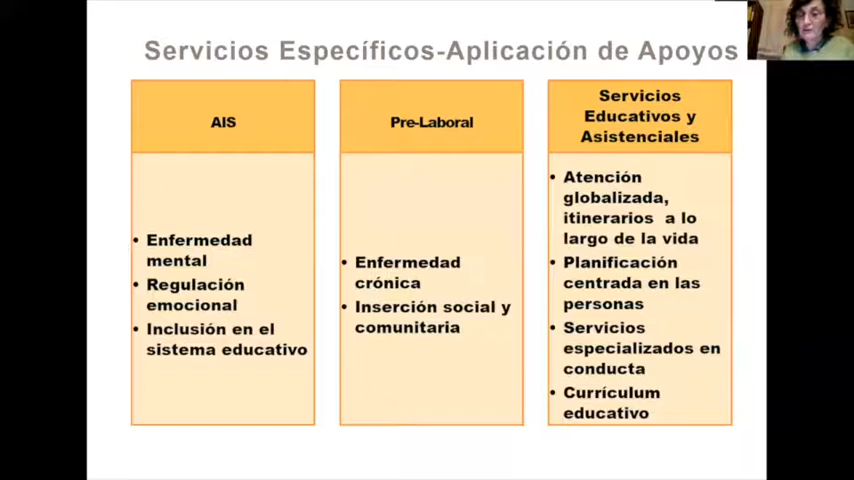 Servicios Específicos-Aplicación de Apoyos
AIS
• Enfermedad
mental
• Regulación
emocional
• Inclusión en el
sistema educativo
Pre-Laboral
• Enfermedad
crónica
• Inserción social y
comunitaria
Servicios
Educativos y
Asistenciales
• Atención
globalizada,
itinerarios a lo
largo de la vida
• Planificación
centrada en las
personas
• Servicios
especializados en
conducta
• Currículum
educativo